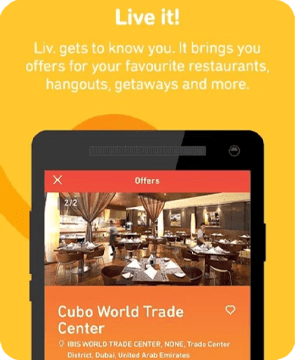 Live it!
Liv. gets to know you. It brings you
offers for your favourite restaurants,
hangouts, getaways and more.
Offers
2/2
Cubo World Trade
Center
IBIS WORLD TRADE CENTER, NONE, Trade Center
District, Dubai, United Arab Emirates